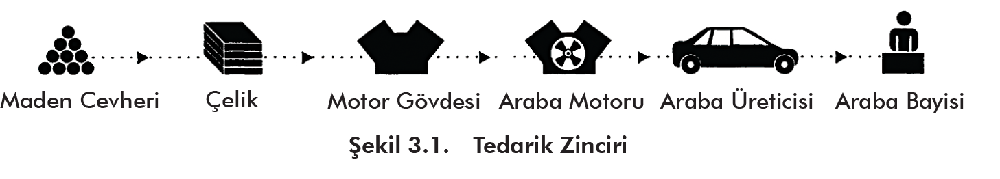 Maden Cevheri Çelik Motor Gövdesi Araba Motoru Araba Üreticisi Araba Bayisi
Şekil 3.1. Tedarik Zinciri